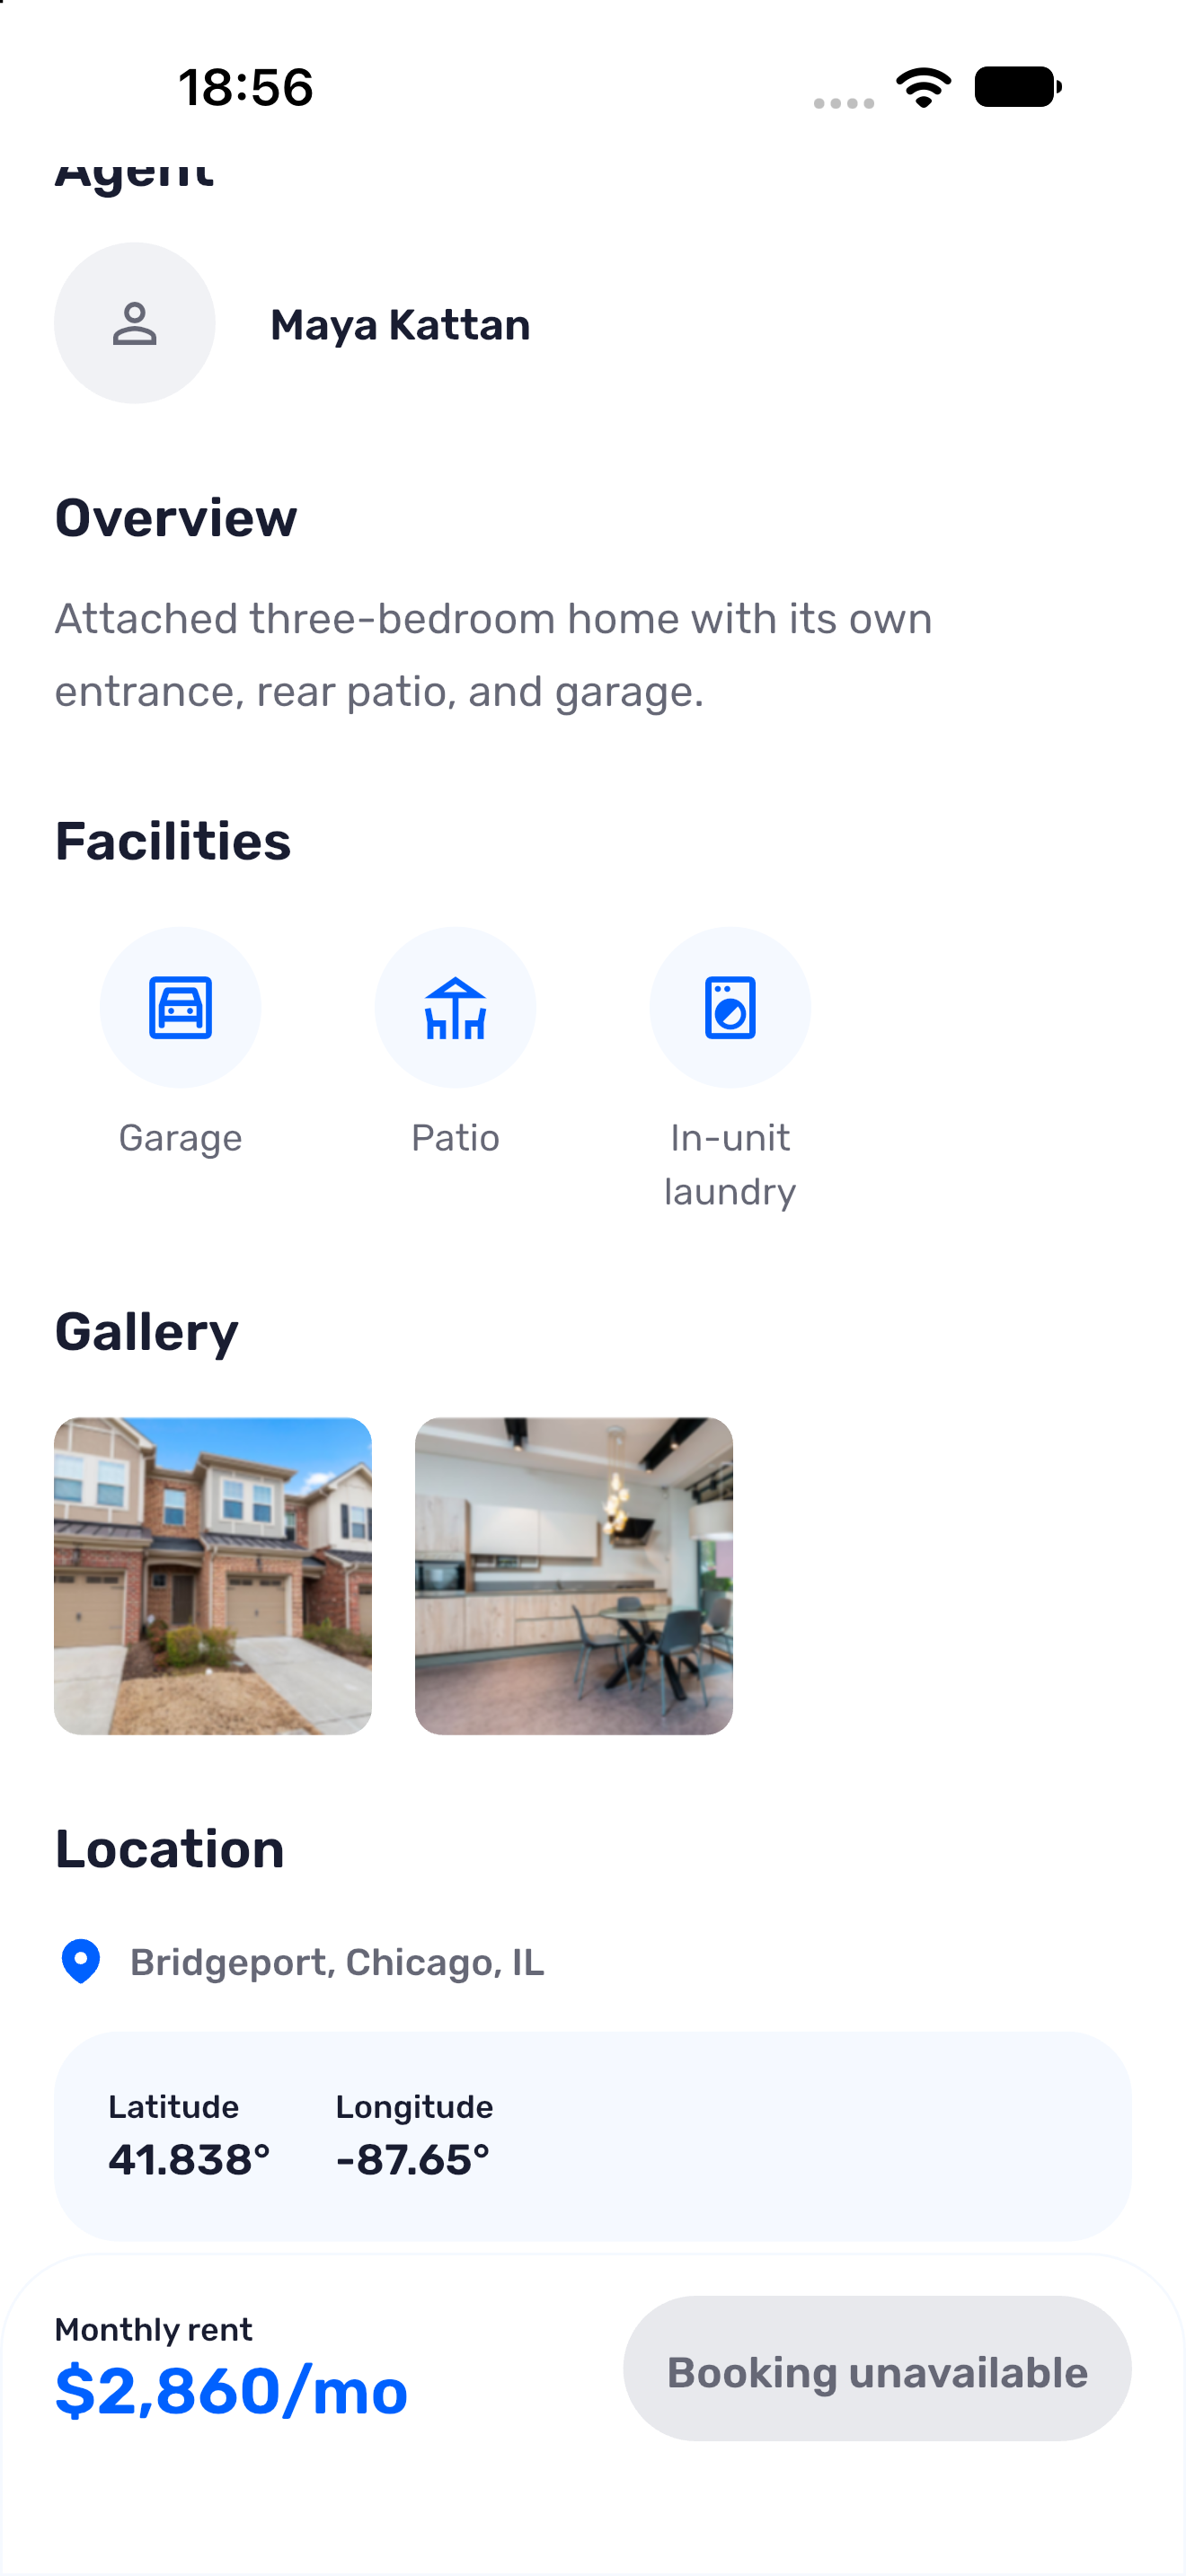 18:56
Agent
Maya Kattan
Overview
Attached three-bedroom home with its own
entrance, rear patio, and garage.
Facilities
Garage
Patio
In-unit
laundry
Gallery
Location
Bridgeport, Chicago, IL
Latitude
Longitude
41.838°
-87.65°
Monthly rent
$2,860/mo
Booking unavailable